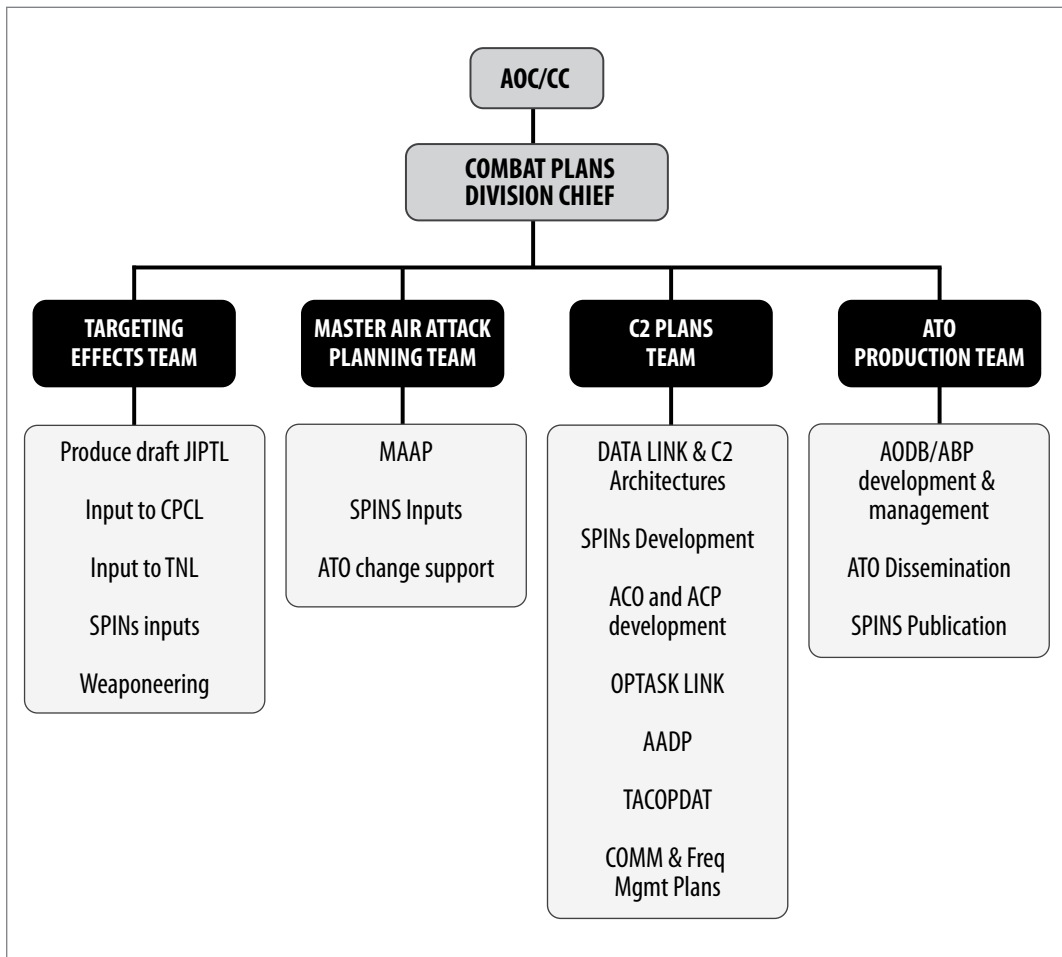 AOC/CC
COMBAT PLANS
DIVISION CHIEF
TARGETING
EFFECTS TEAM
Produce draft JIPTL
Input to CPCL
Input to TNL
SPINs inputs
Weaponeering
MASTER AIR ATTACK
PLANNING TEAM
MAAP
SPINS Inputs
ATO change support
C2 PLANS
TEAM
DATA LINK & C2
Architectures
SPINs Development
ACO and ACP
development
OPTASK LINK
AADP
TACOPDAT
COMM & Freq
Mgmt Plans
ATO
PRODUCTION TEAM
AODB/ABP
development &
management
ATO Dissemination
SPINS Publication